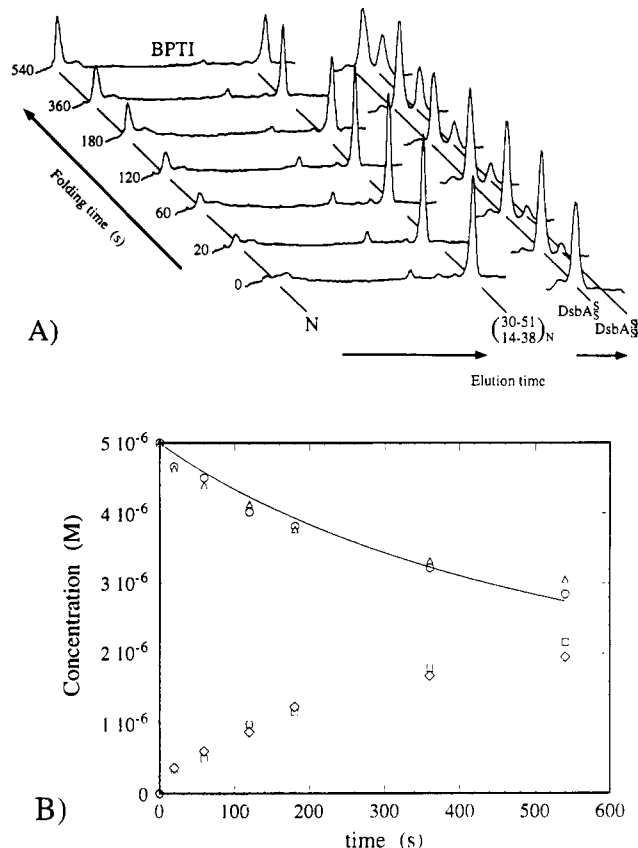 BPTI
540
360
180
120
60
20
0
Folding time (s)
N
(30-51
14-38)N
DsbA S S
DsbA
A)
Elution time
5 10-6
4 10-6
3 10-6
2 10-6
1 10-6
0
Concentration (M)
0 100 200 300 400 500 600
time (s)
B)